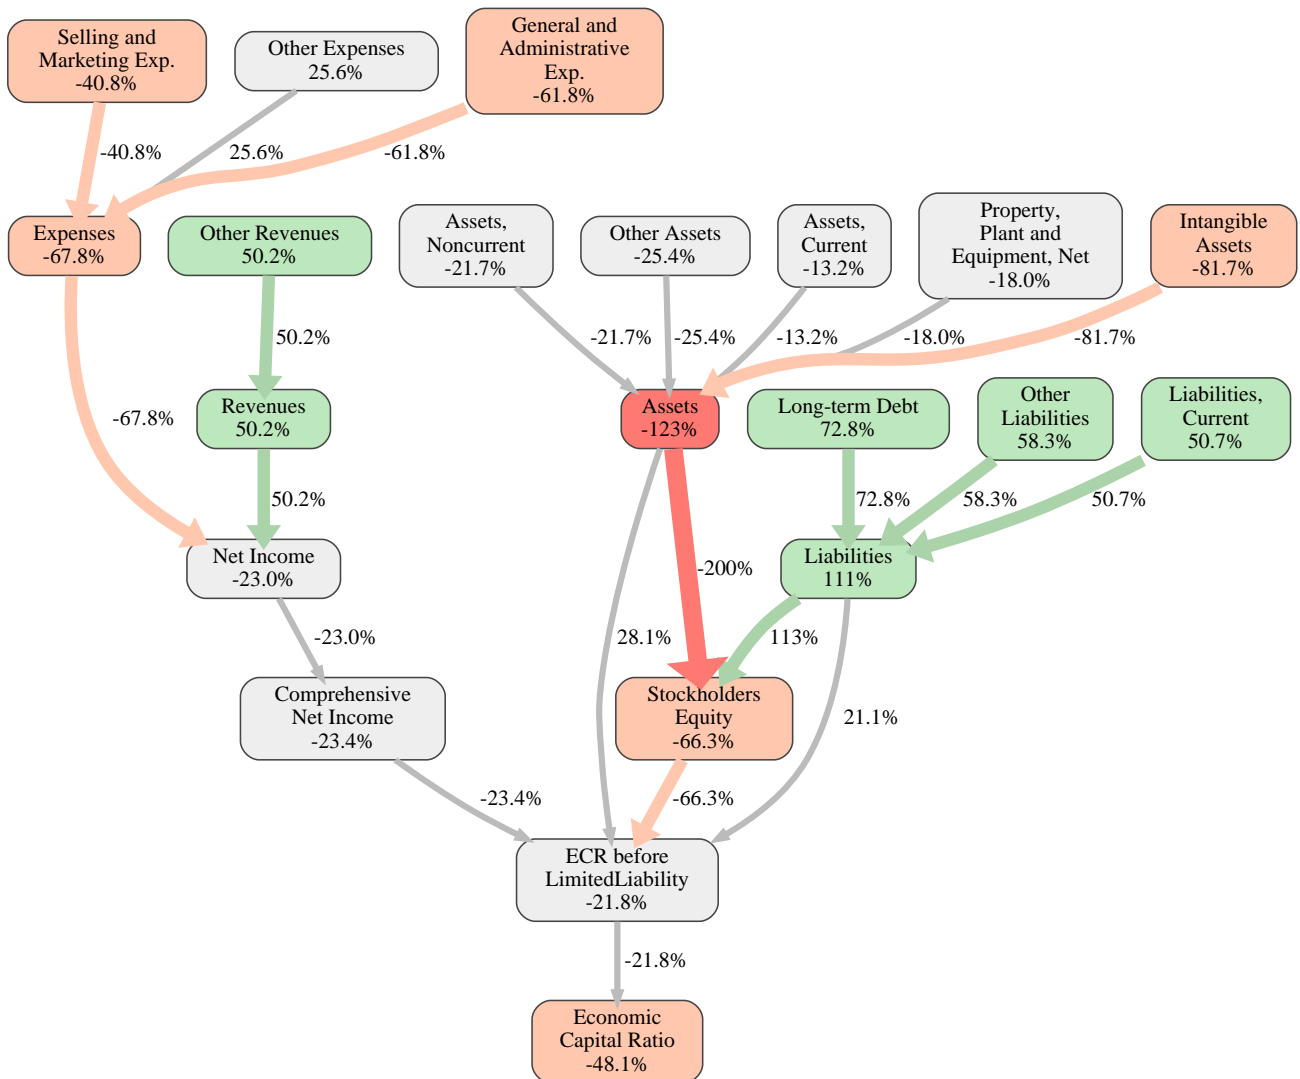 Selling and
Marketing Exp.
-40.8%
Other Expenses
25.6%
General and
Administrative
Exp.
-61.8%
-40.8%
25.6%
-61.8%
Expenses
-67.8%
Other Revenues
50.2%
Assets,
Noncurrent
-21.7%
Other Assets
-25.4%
Assets,
Current
-13.2%
Property,
Plant and
Equipment, Net
-18.0%
Intangible
Assets
-81.7%
50.2%
-21.7%
-25.4%
-13.2%
-18.0%
-81.7%
-67.8%
Revenues
50.2%
Assets
-123%
Long-term Debt
72.8%
Other
Liabilities
58.3%
Liabilities,
Current
50.7%
50.2%
72.8%
58.3%
50.7%
Net Income
-23.0%
-200%
Liabilities
111%
-23.0%
28.1%
113%
Comprehensive
Net Income
-23.4%
Stockholders
Equity
-66.3%
21.1%
-23.4%
-66.3%
ECR before
LimitedLiability
-21.8%
-21.8%
Economic
Capital Ratio
-48.1%